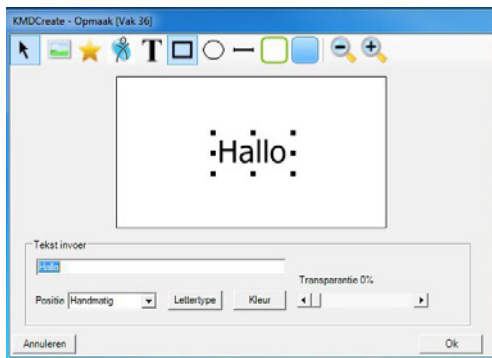 KMDCreate - Opmaak [Vak 36]
T
Hallo
Tekst invoer
Hallo
Transparantie 0%
Positie Handmatig Lettertype Kleur
Annuleren Ok